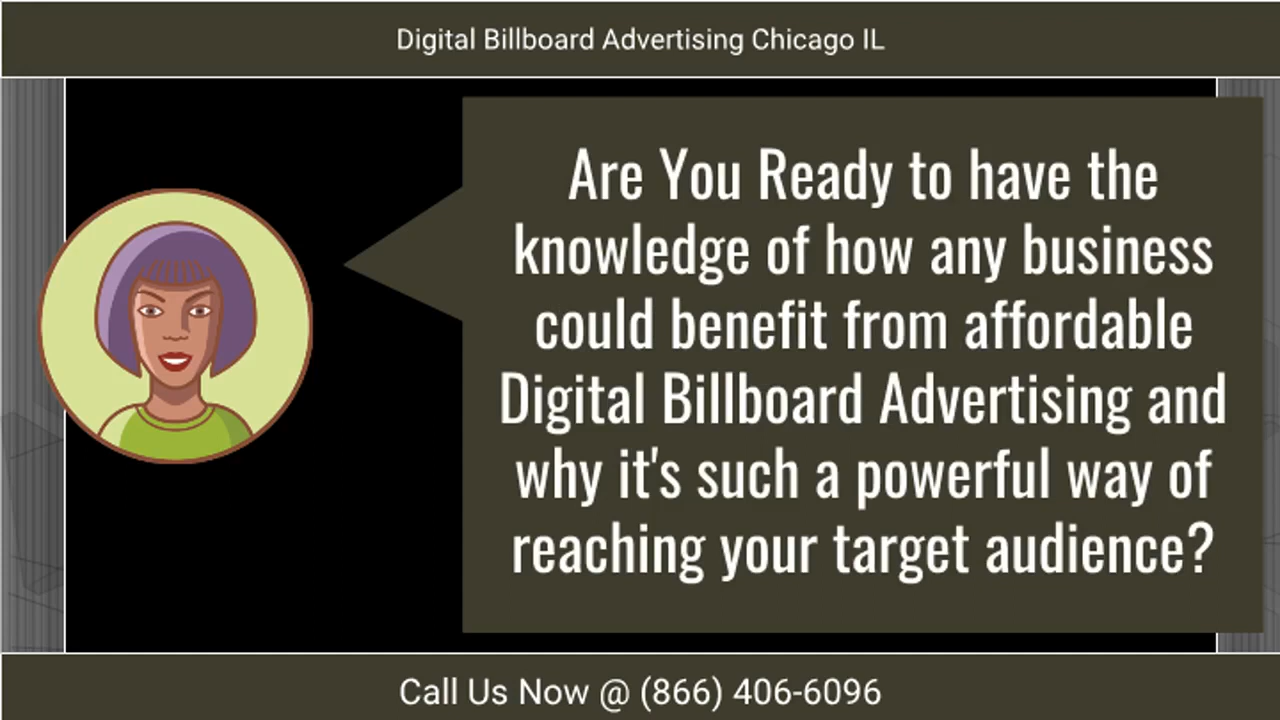 Digital Billboard Advertising Chicago IL
Are You Ready to have the
knowledge of how any business
could benefit from affordable
Digital Billboard Advertising and
why it's such a powerful way of
reaching your target audience?
Call Us Now @ (866) 406-6096